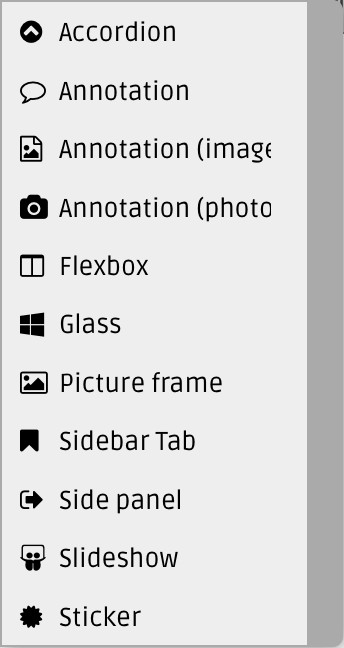 Accordion
Annotation
Annotation (image
Annotation (photo
Flexbox
Glass
Picture frame
Sidebar Tab
Side panel
Slideshow
Sticker